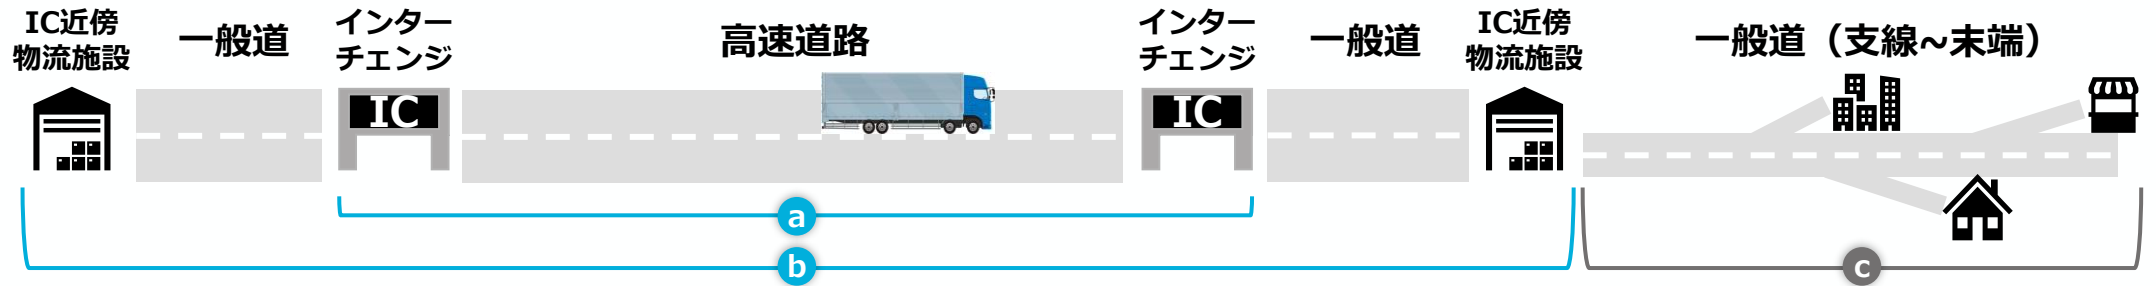 IC近傍
物流施設
一般道
インター
チェンジ
高速道路
インター
チェンジ
一般道
IC近傍
物流施設
一般道（支線~末端）
IC
IC
a
b
c